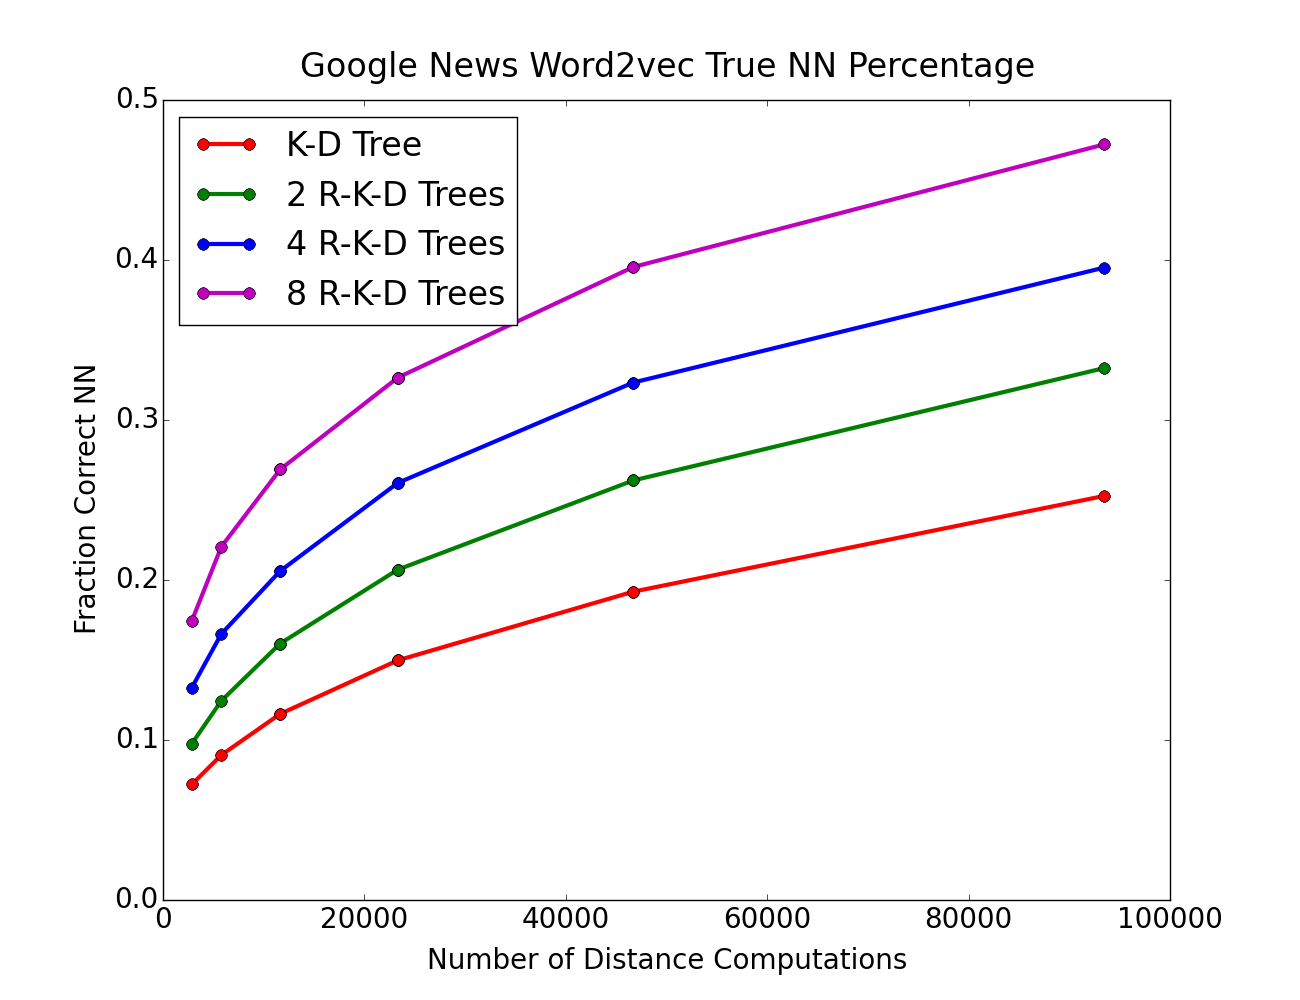 Google News Word2vec True NN Percentage
0.5
0.4
0.3
0.2
0.1
0.0
Fraction Correct NN
K-D Tree
2 R-K-D Trees
4 R-K-D Trees
8 R-K-D Trees
0 20000 40000 60000 80000 100000
Number of Distance Computations